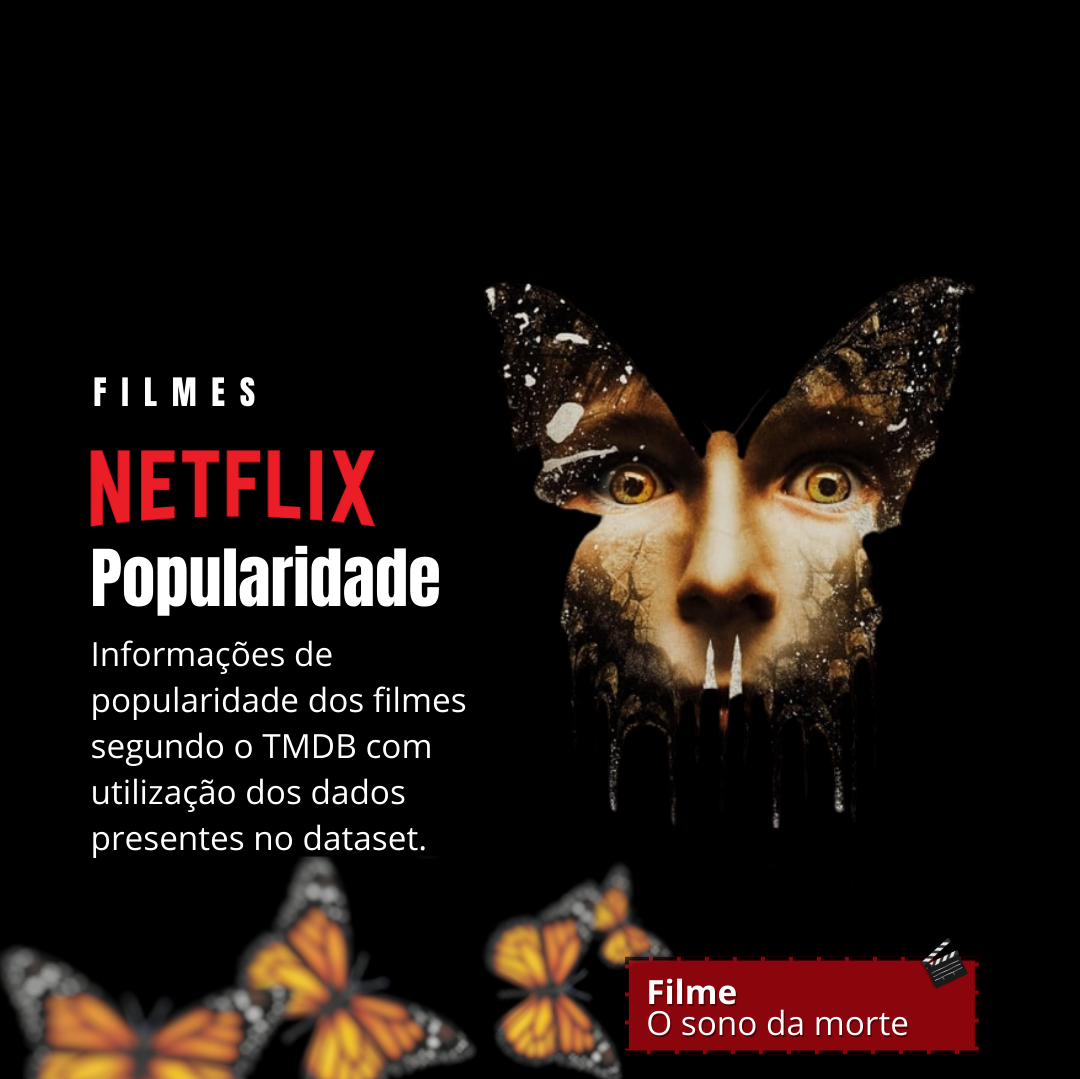 FILMES
NETFLIX
Popularidade
Informações de
popularidade dos filmes
segundo o TMDB com
utilização dos dados
presentes no dataset.
Filme
O sono da morte